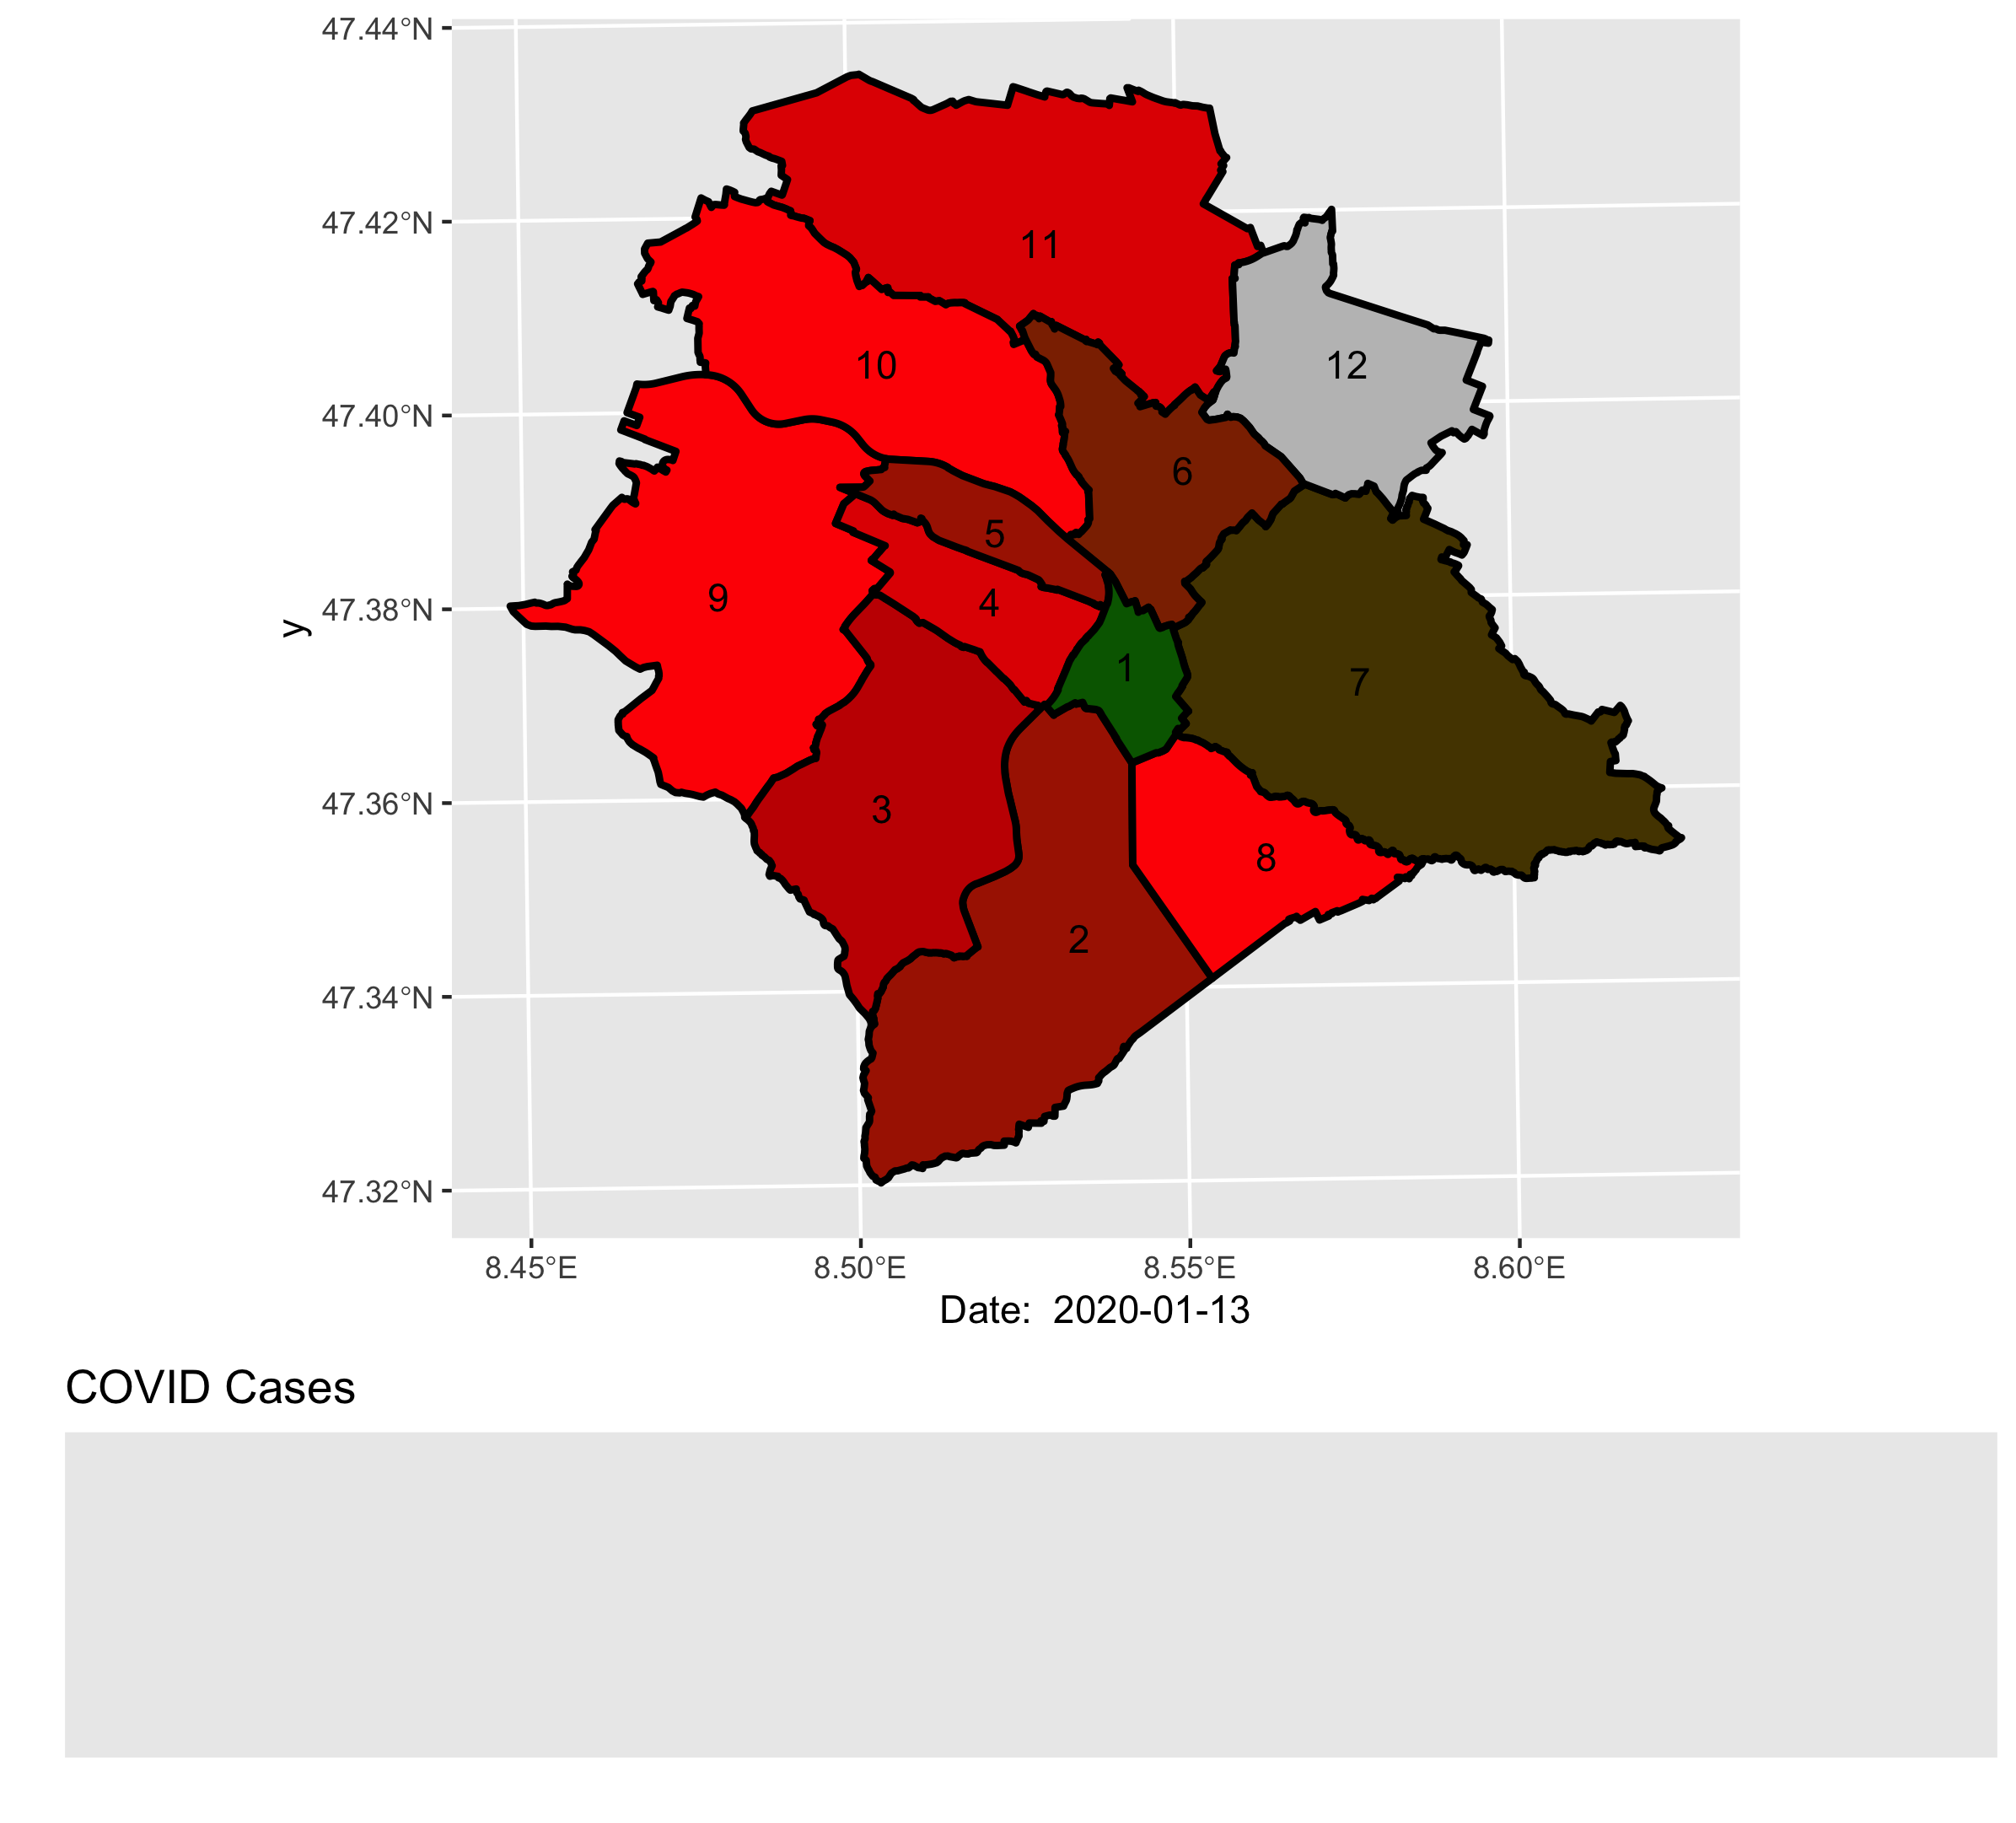 47.44°N
47.42°N
47.40°N
47.38°N
47.36°N
47.34°N
47.32°N
y
11
10
12
6
5
9
4
1
7
3
8
2
8.45°E 8.50°E 8.55°E 8.60°E
Date: 2020-01-13
COVID Cases